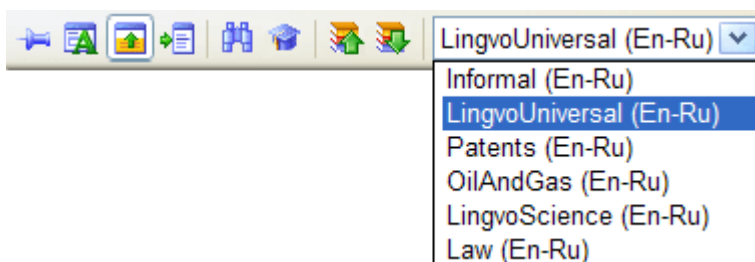 LingvoUniversal (En-Ru)
Informal (En-Ru)
LingvoUniversal (En-Ru)
Patents (En-Ru)
OilAndGas (En-Ru)
LingvoScience (En-Ru)
Law (En-Ru)